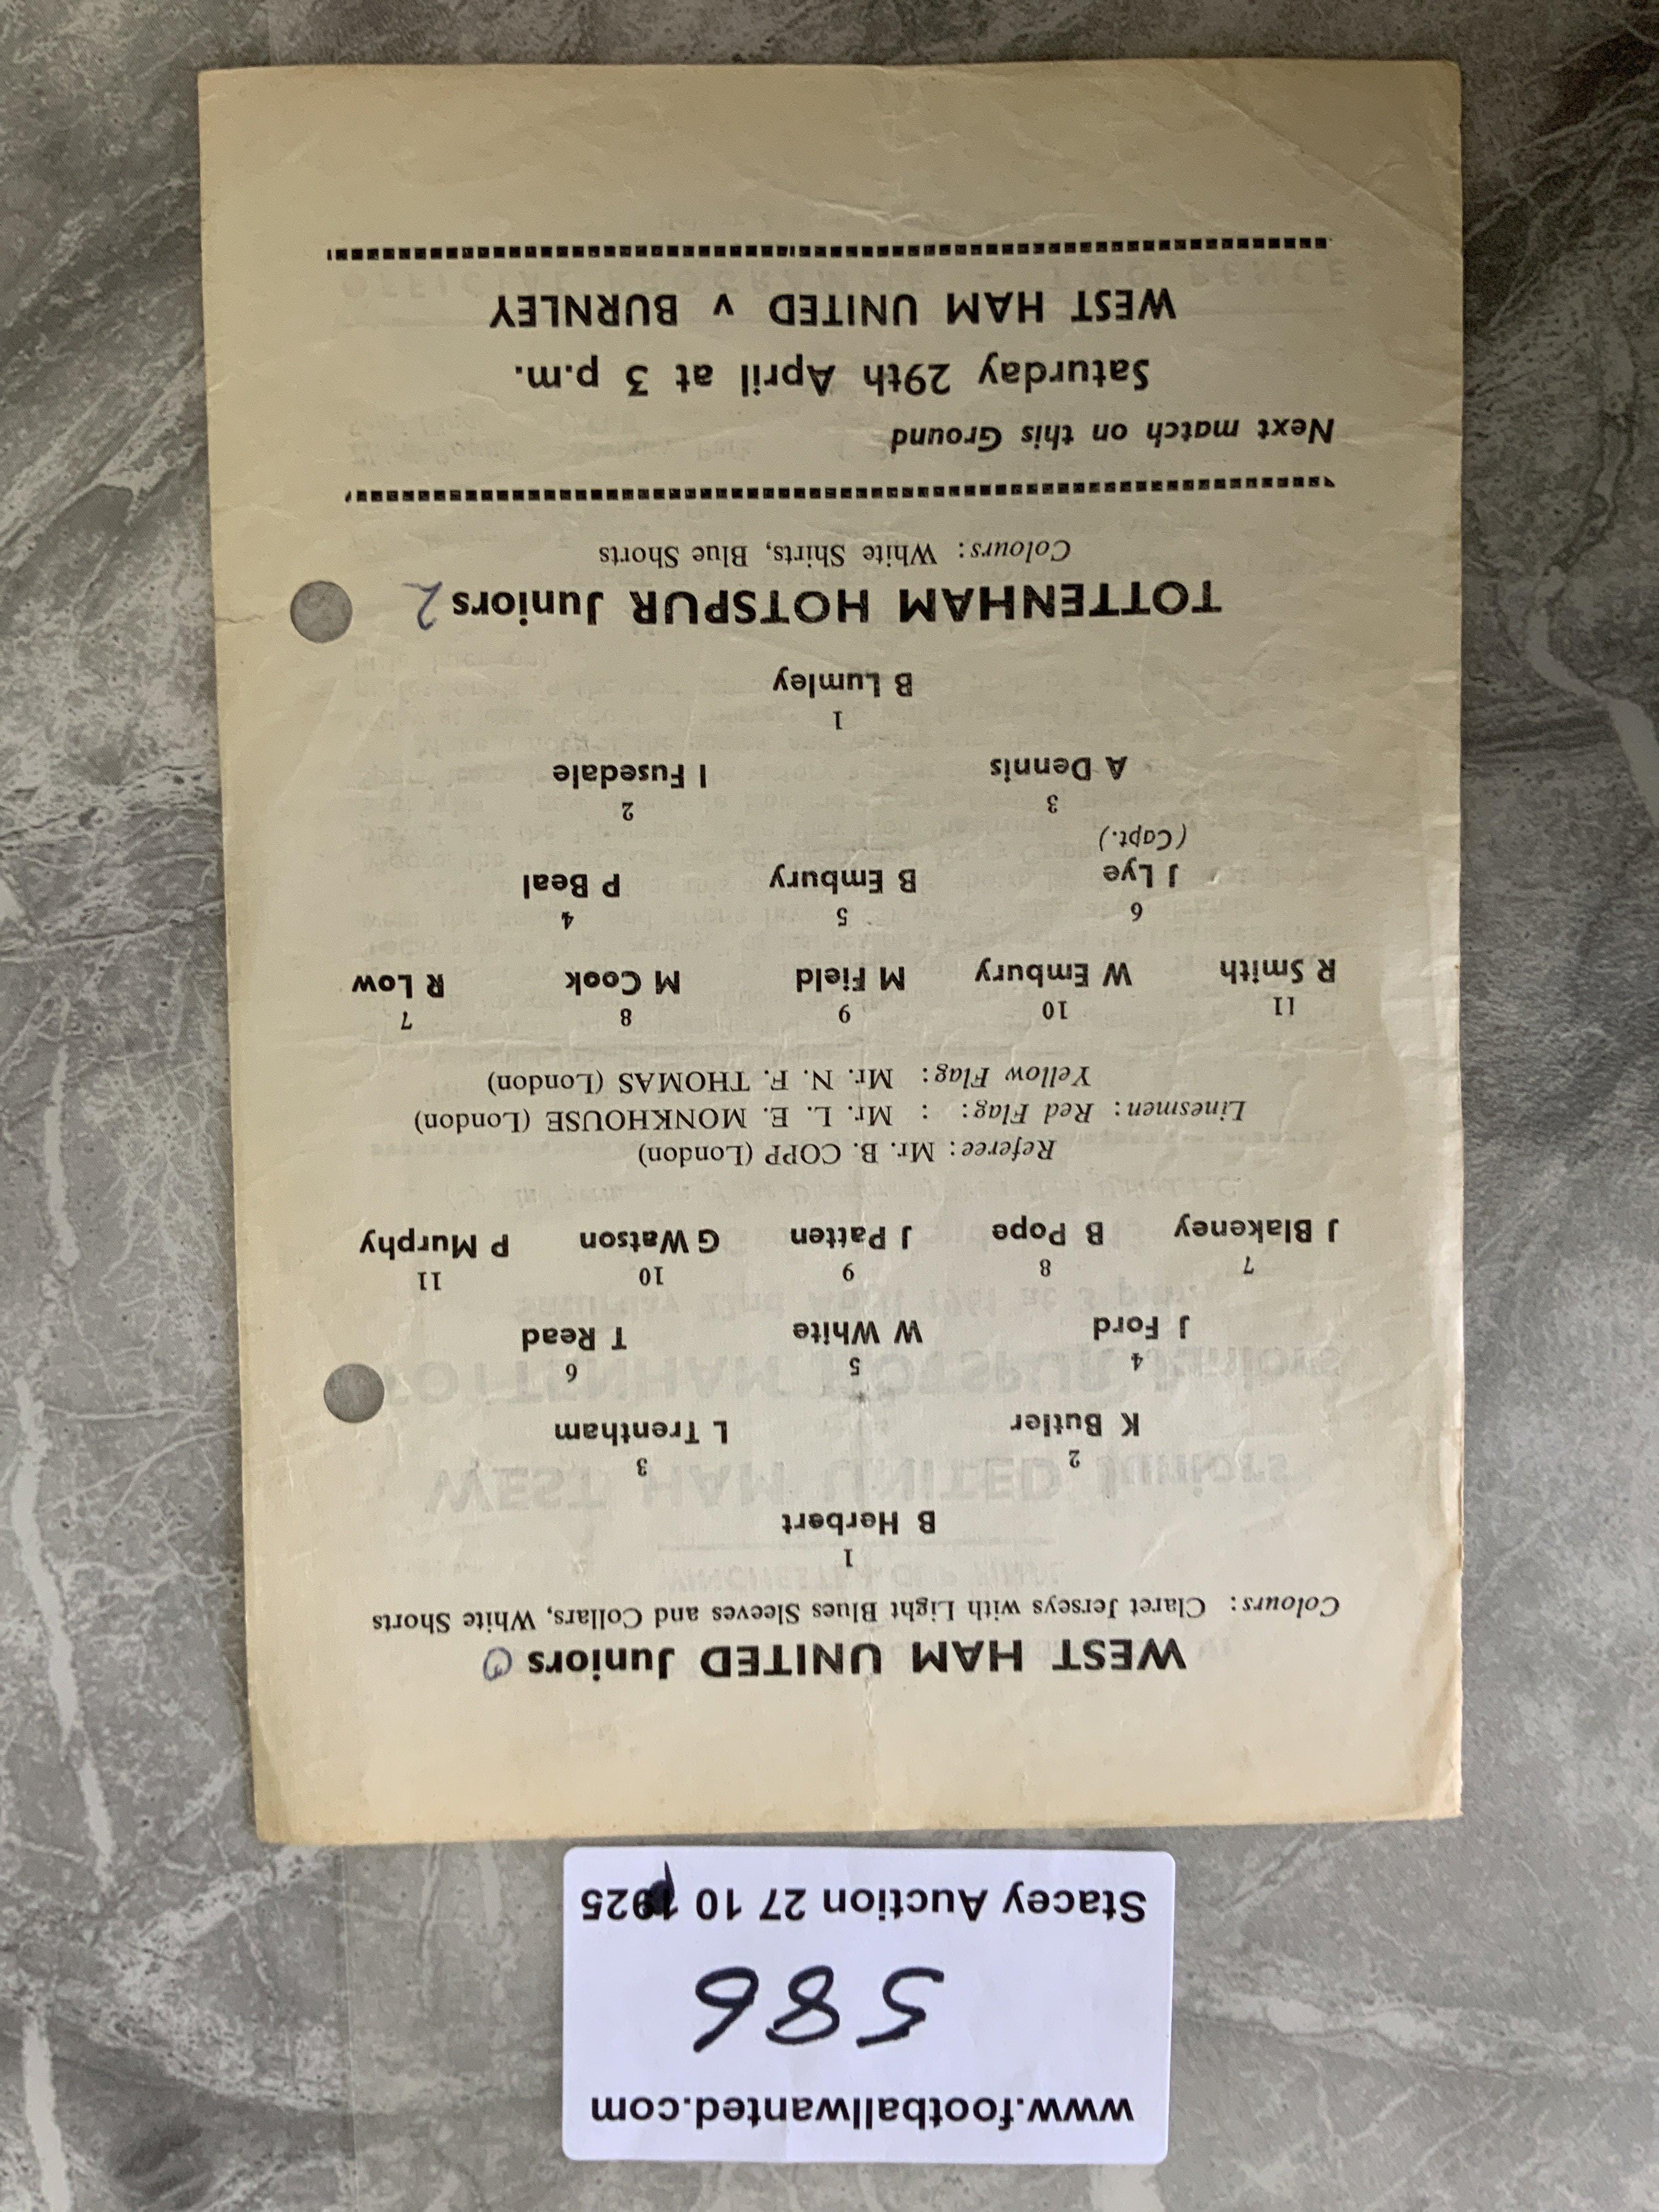 www.footballwanted.com
586
Stacey Auction 27 10 1925
WEST HAM UNITED Juniors 0
Colours: Claret Jerseys with Light Blues Sleeves and Collars, White Shorts
1
B Herbert
2 3
K Butler L Trentham
4 5 6
J Ford W White T Read
7 8 9 10 11
J Blakeney B Pope J Patten G Watson P Murphy
Referee: Mr. B. COPP (London)
Linesmen: Red Flag: : Mr. L. E. MONKHOUSE (London)
Yellow Flag: Mr. N. F. THOMAS (London)
11 10 9 8 7
R Smith W Embury M Field M Cook R Low
6 5 4
J Lye B Embury P Beal
(Capt.)
3 2
A Dennis I Fusedale
1
B Lumley
TOTTENHAM HOTSPUR Juniors 2
Colours: White Shirts, Blue Shorts
Next match on this Ground
Saturday 29th April at 3 p.m.
WEST HAM UNITED v BURNLEY